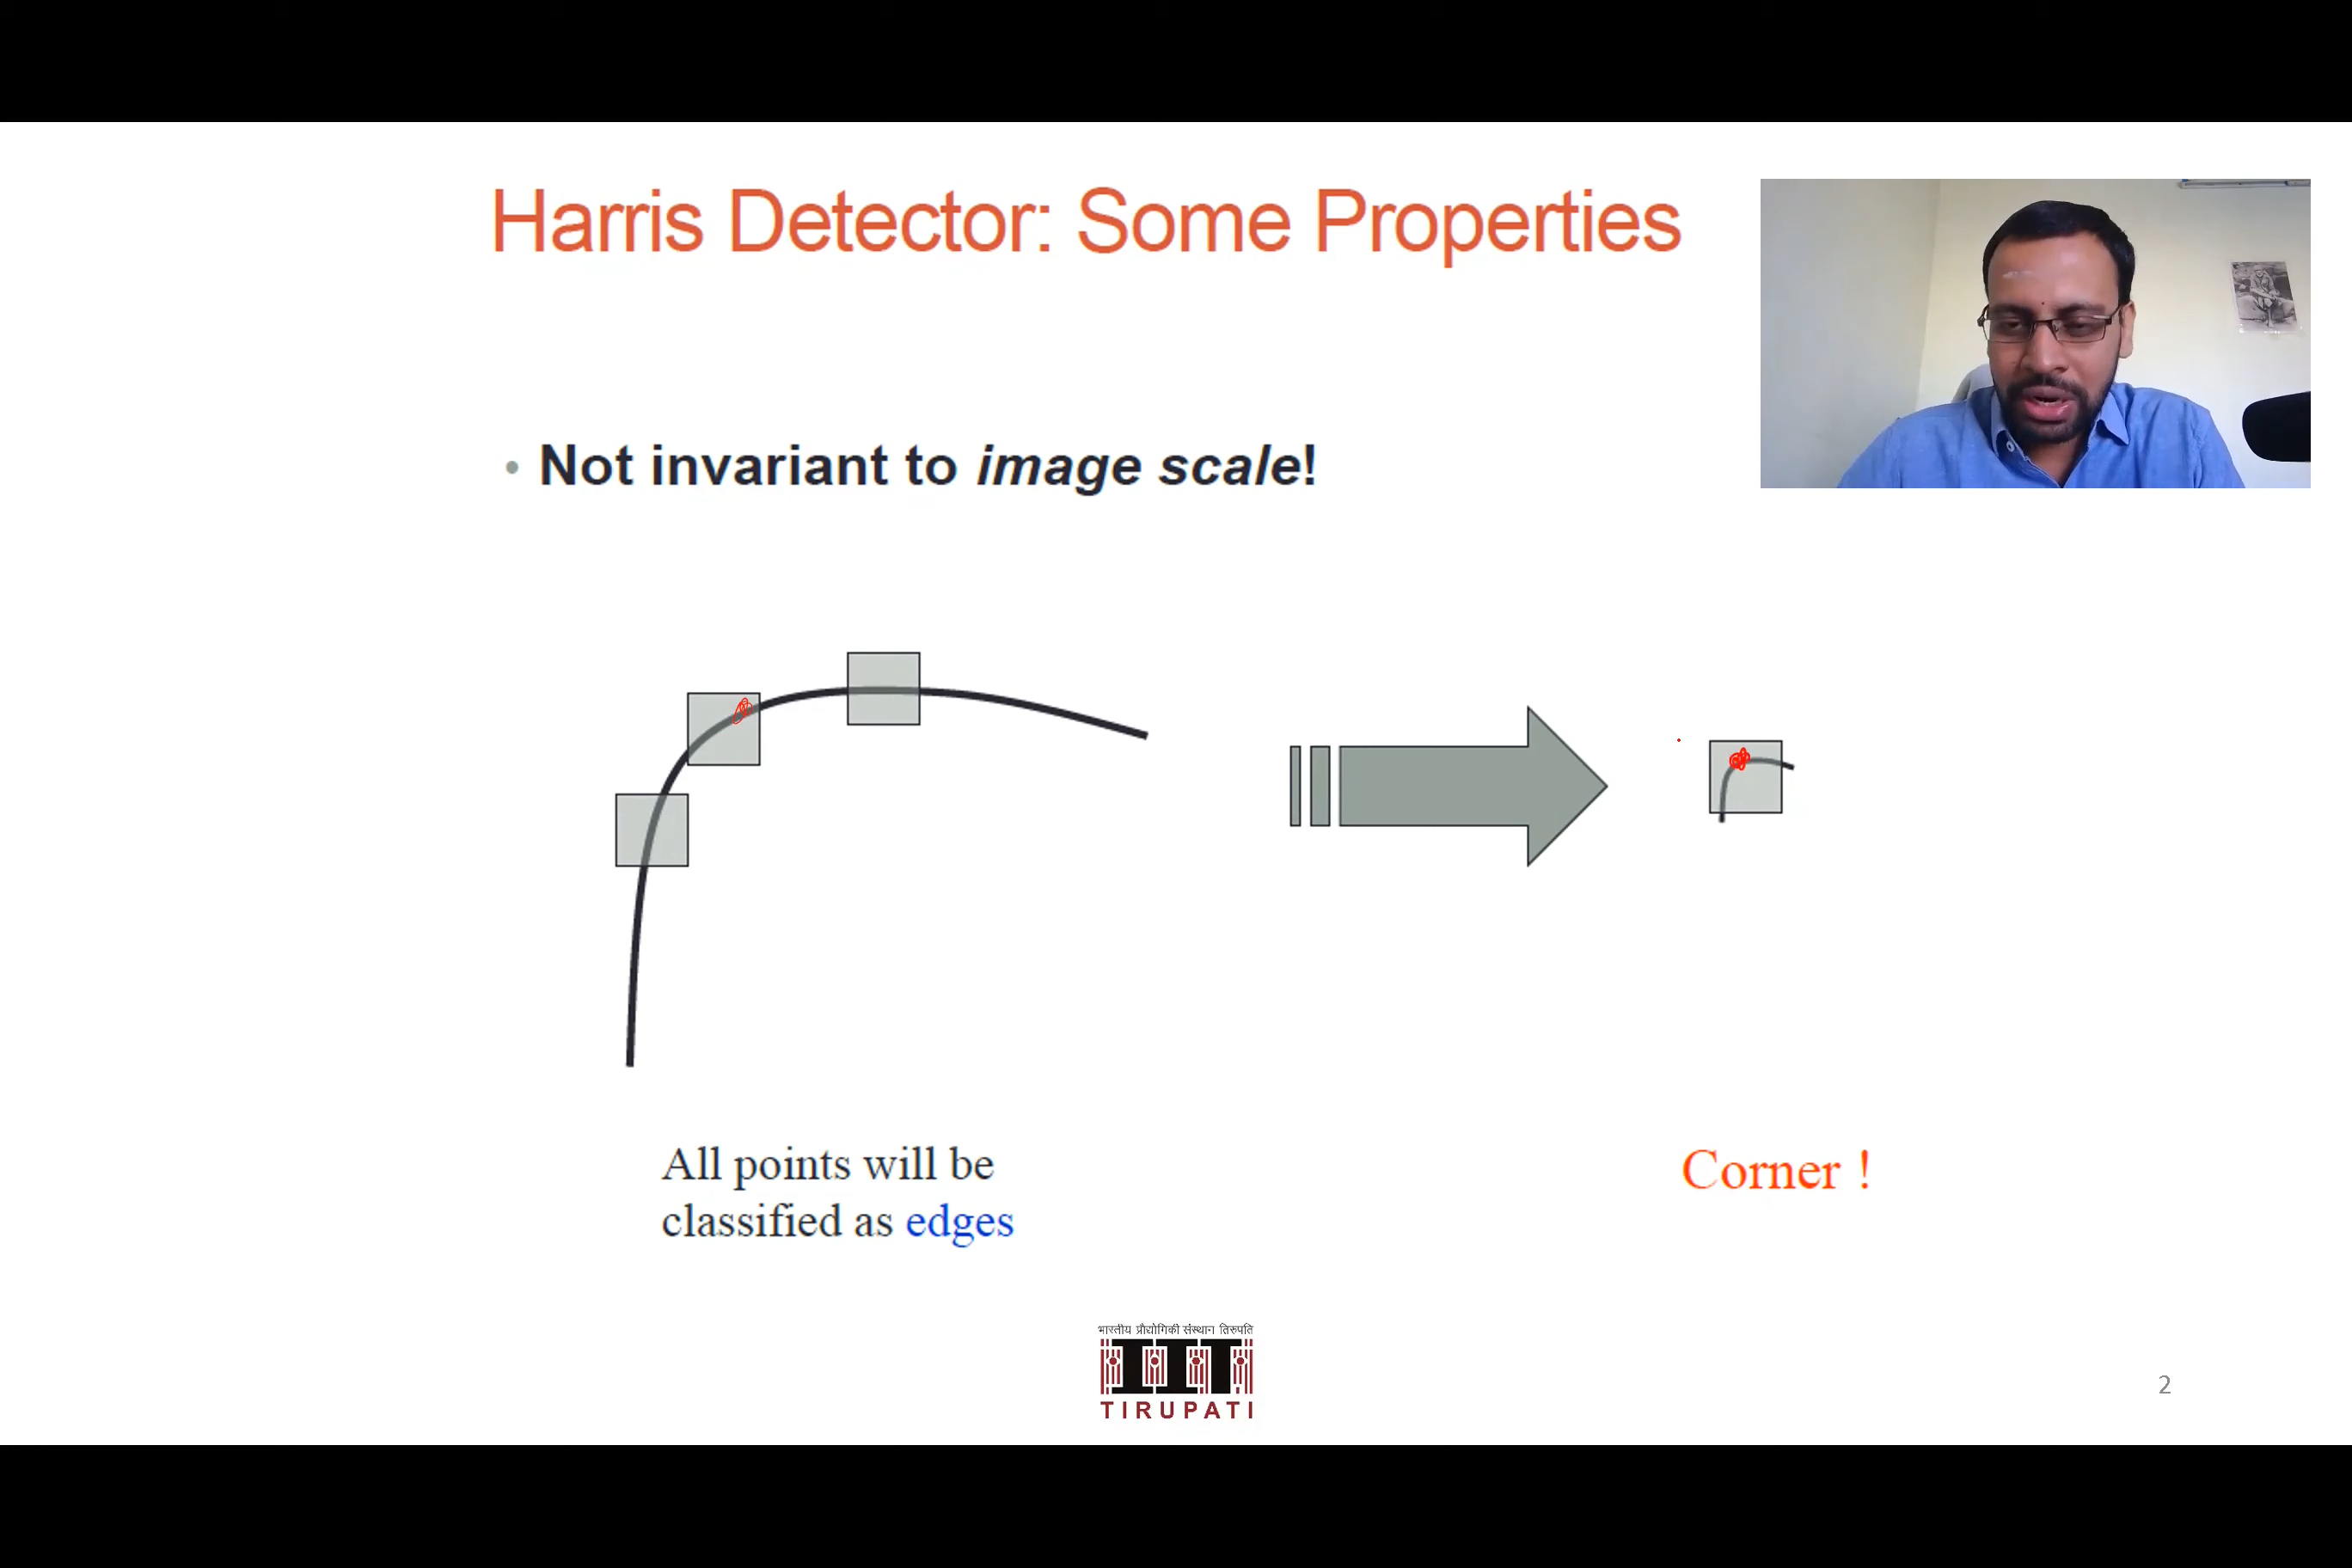 Harris Detector: Some Properties
• Not invariant to image scale!
All points will be
classified as edges
Corner !
भारतीय प्रौद्योगिकी संस्थान तिरुपति
IIT
TIRUPATI
2